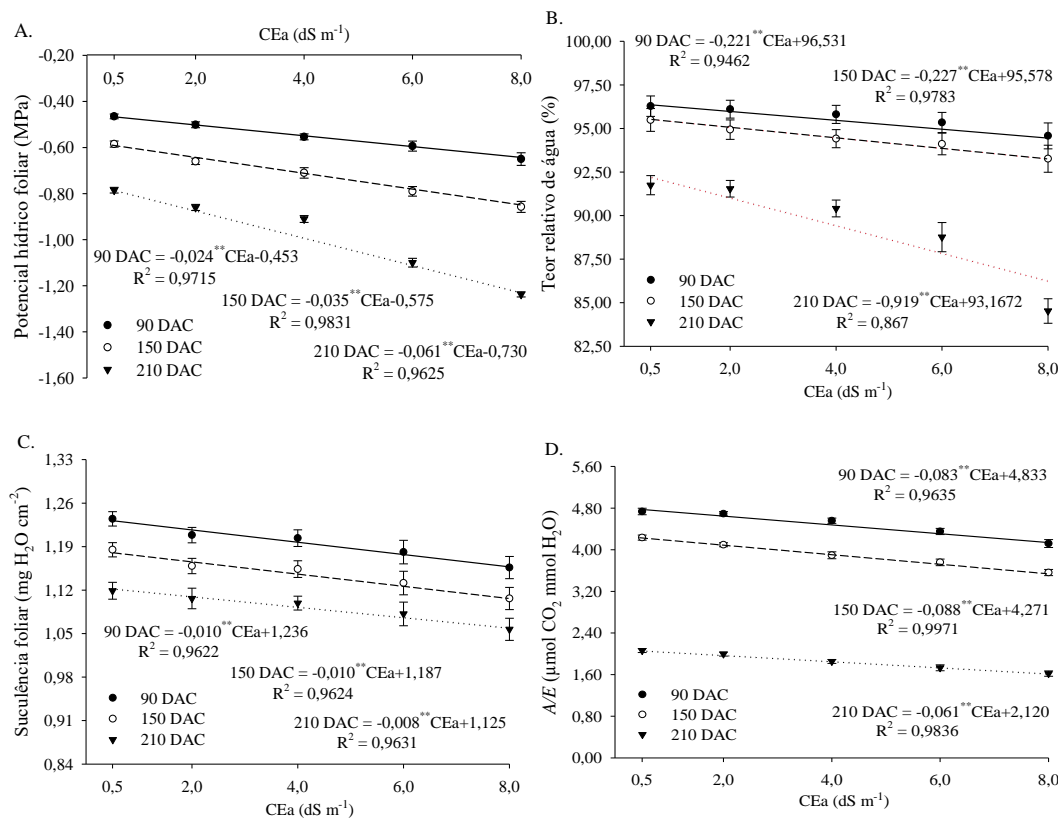 A.
CEa (dS m⁻¹)
0,5 2,0 4,0 6,0 8,0
Potencial hídrico foliar (MPa)
-0,20
-0,40
-0,60
-0,80
-1,00
-1,20
-1,40
-1,60
90 DAC = -0,024**CEa-0,453
R² = 0,9715
150 DAC = -0,035**CEa-0,575
R² = 0,9831
210 DAC = -0,061**CEa-0,730
R² = 0,9625
90 DAC
150 DAC
210 DAC
B.
Teor relativo de água (%)
100,00
97,50
95,00
92,50
90,00
87,50
85,00
82,50
90 DAC = -0,221**CEa+96,531
R² = 0,9462
150 DAC = -0,227**CEa+95,578
R² = 0,9783
210 DAC = -0,919**CEa+93,1672
R² = 0,867
90 DAC
150 DAC
210 DAC
0,5 2,0 4,0 6,0 8,0
CEa (dS m⁻¹)
C.
Suculência foliar (mg H₂O cm⁻²)
1,33
1,26
1,19
1,12
1,05
0,98
0,91
0,84
90 DAC = -0,010**CEa+1,236
R² = 0,9622
150 DAC = -0,010**CEa+1,187
R² = 0,9624
210 DAC = -0,008**CEa+1,125
R² = 0,9631
90 DAC
150 DAC
210 DAC
0,5 2,0 4,0 6,0 8,0
CEa (dS m⁻¹)
D.
A/E (µmol CO₂ mmol H₂O)
5,60
4,80
4,00
3,20
2,40
1,60
0,80
0,00
90 DAC = -0,083**CEa+4,833
R² = 0,9635
150 DAC = -0,088**CEa+4,271
R² = 0,9971
210 DAC = -0,061**CEa+2,120
R² = 0,9836
90 DAC
150 DAC
210 DAC
0,5 2,0 4,0 6,0 8,0
CEa (dS m⁻¹)